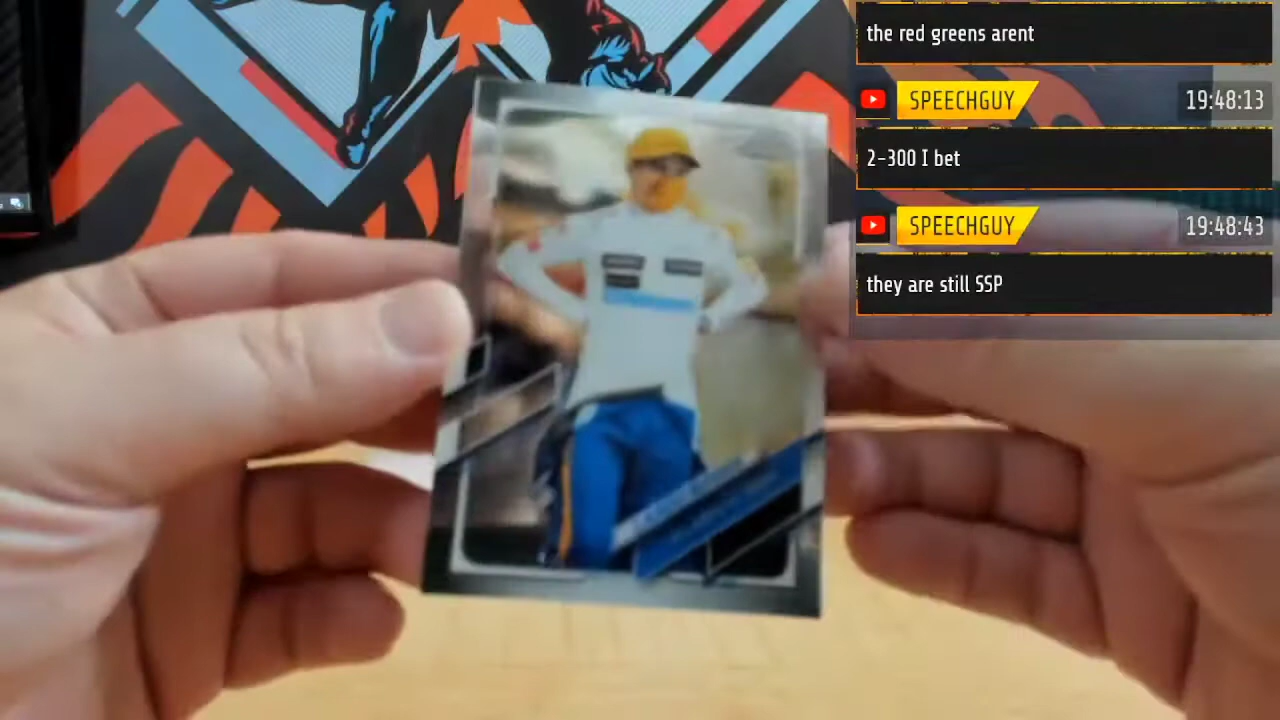 the red greens arent
SPEECHGUY 19:48:13
2-300 I bet
SPEECHGUY 19:48:43
they are still SSP